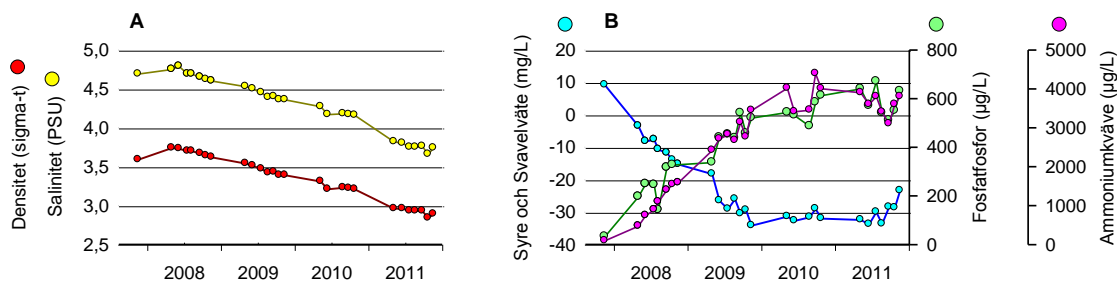 A
Densitet (sigma-t)
Salinitet (PSU)
5,0
4,5
4,0
3,5
3,0
2,5
2008 2009 2010 2011
B
Syre och Svavelväte (mg/L)
20
10
0
-10
-20
-30
-40
2008 2009 2010 2011
800
600
400
200
0
Fosfatfosfor (µg/L)
5000
4000
3000
2000
1000
0
Ammoniumkäve (µg/L)